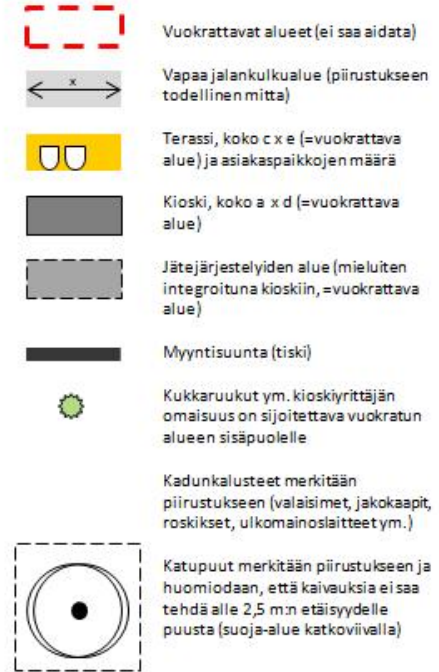 Vuokrattavat alueet (ei saa aidata)
x
Vapaa jalankulkualue (piirustukseen
todellinen mitta)
Terassi, koko c x e (=vuokrattava
alue) ja asiakaspaikkojen määrä
Kioski, koko a x d (=vuokrattava
alue)
Jätejärjestelyiden alue (mieluiten
integroituna kioskiin, =vuokrattava
alue)
Myyntisuunta (tiski)
Kukkaruukut ym. kioskiyrittäjän
omaisuus on sijoitettava vuokratun
alueen sisäpuolelle
Kadunkalusteet merkitään
piirustukseen (valaisimet, jakokaapit,
roskikset, ulkomainoslaitteet ym.)
Katupuut merkitään piirustukseen ja
huomiodaan, että kaivauksia ei saa
tehdä alle 2,5 m:n etäisyydelle
puusta (suoja-alue katkoviivalla)